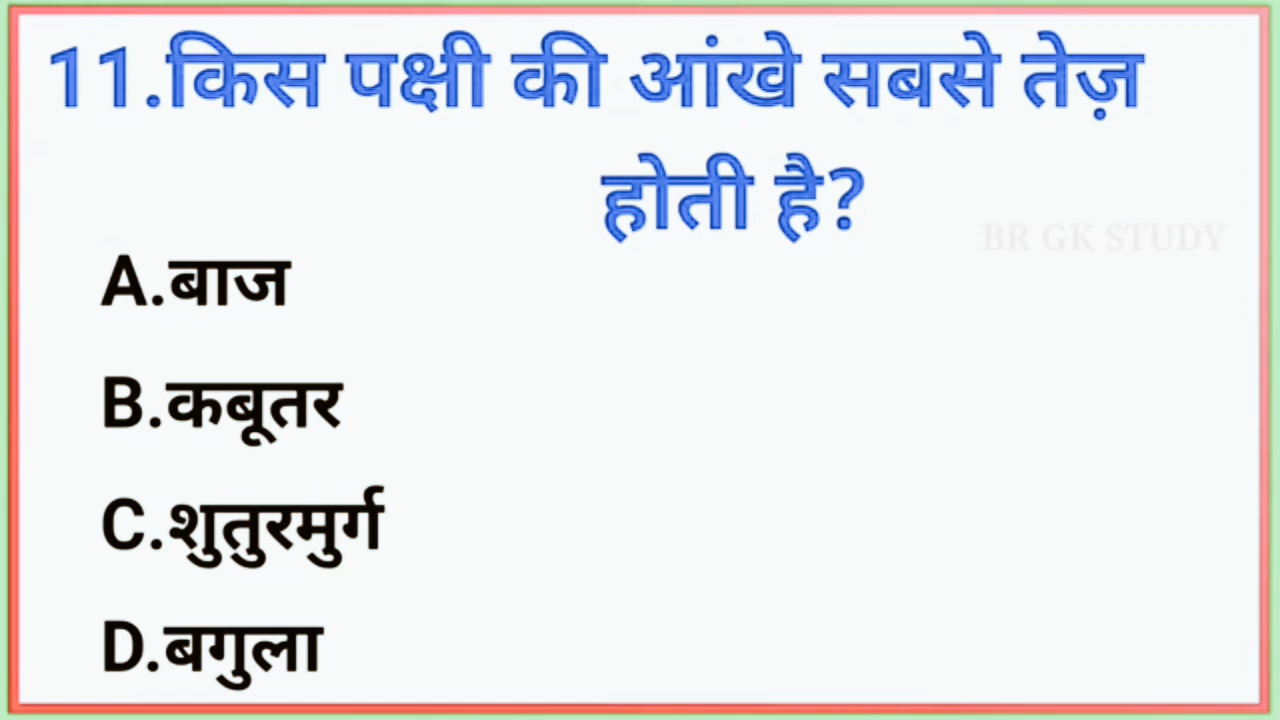 11.किस पक्षी की आंखे सबसे तेज़
होती है?
BR GK STUDY
A.बाज
B.कबूतर
C.शुतुरमुर्ग
D.बगुला